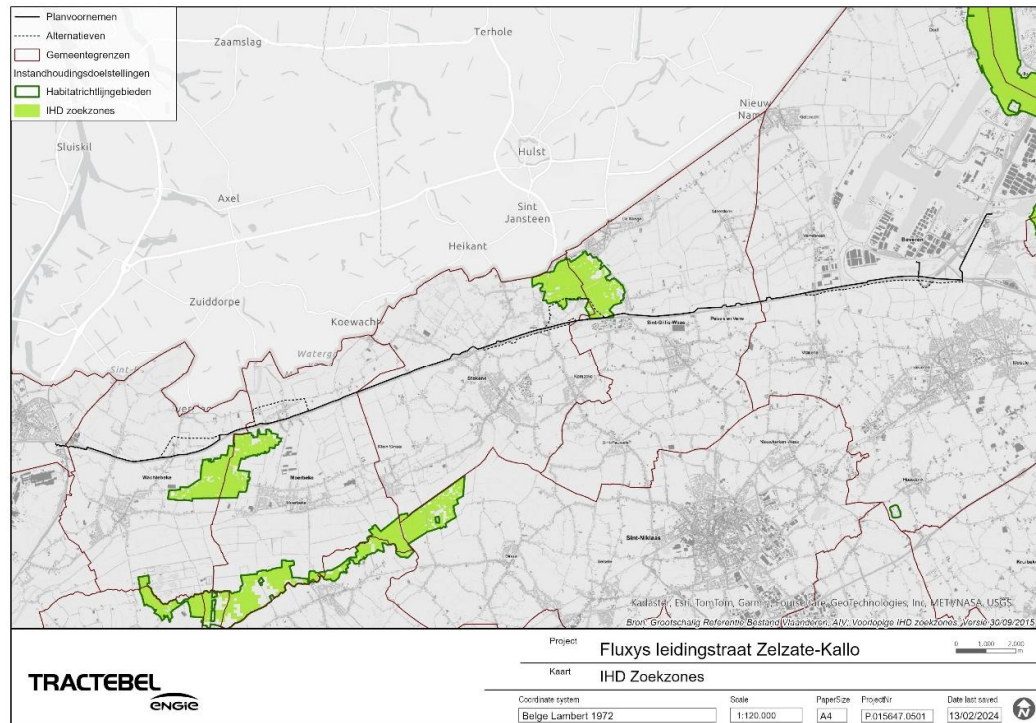 Planvoornemen
Alternatieven
Gemeentegrenzen
Instandhoudingsdoelstellingen
Habitatrichtlijngebieden
IHD zoekzones
Zaamslag
Terhole
Sluiskil
Nieuw
Hulst
Axel
Sint
Jansteen
Heikant
De Klinge
Zuiddorpe
Koewacht
Beveren
Sint-Gillis-Waas
Stekene
Kemzeke
Wachtebeke
Moerbeke
Moerbeke
Sint-Niklaas
Kadaster, Esri, TomTom, Garmin, Foursquare, GeoTechnologies, Inc, METI/NASA, USGS
Bron: Grootschalig Referentie Bestand Vlaanderen, AIV; Voorlopige IHD zoekzones, versie 30/09/2015
Project Fluxys leidingstraat Zelzate-Kallo
0 1.000 2.000
m
Kaart IHD Zoekzones
TRACTEBEL
ENGIE
Coordinate system Scale PaperSize ProjectNr Date last saved
Belge Lambert 1972 1:120.000 A4 P.015647.0501 13/02/2024